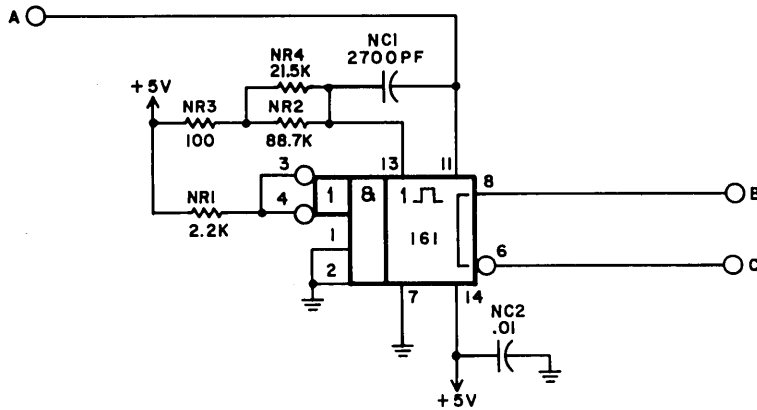 A
NC1
2700PF
NR4
21.5K
+5V
NR3
100
NR2
88.7K
3
13
11
8
B
NR1
2.2K
4
1
&
1
161
1
2
6
C
7
14
NC2
.01
+5V